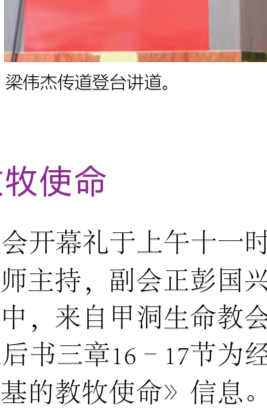 梁伟杰传道登台讲道。
牧使命
会开幕礼于上午十一时
师主持，副会正彭国兴
中，来自甲洞生命教会
后书三章16－17节为经
基的教牧使命》信息。